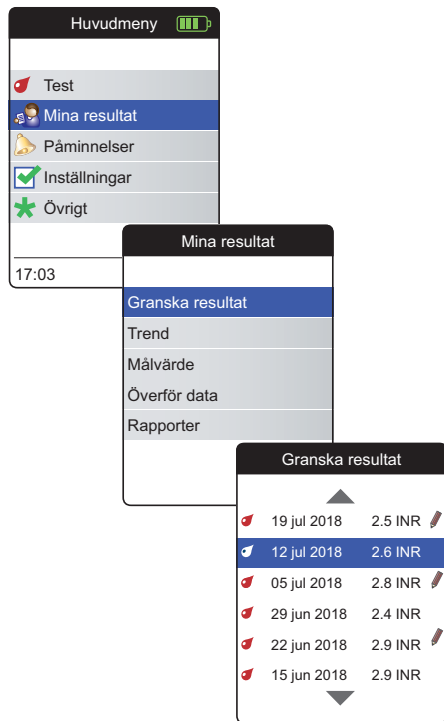 Huvudmeny
Test
Mina resultat
Påminnelser
Inställningar
Övrigt
17:03
Mina resultat
Granska resultat
Trend
Målvärde
Överför data
Rapporter
Granska resultat
19 jul 2018 2.5 INR
12 jul 2018 2.6 INR
05 jul 2018 2.8 INR
29 jun 2018 2.4 INR
22 jun 2018 2.9 INR
15 jun 2018 2.9 INR